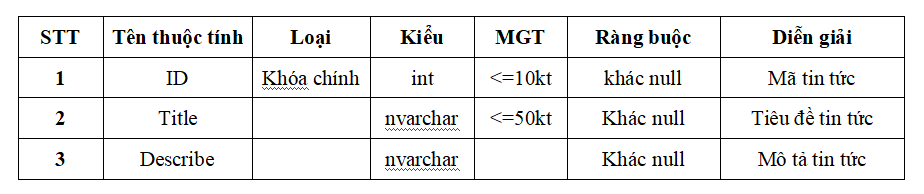 STT Tên thuộc tính Loại Kiểu MGT Ràng buộc Diễn giải
1 ID Khóa chính int <=10kt khác null Mã tin tức
2 Title nvarchar <=50kt Khác null Tiêu đề tin tức
3 Describe nvarchar Khác null Mô tả tin tức